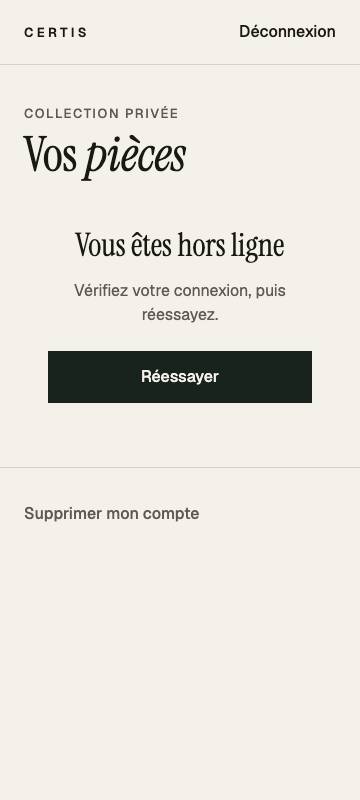 CERTIS
Déconnexion
COLLECTION PRIVÉE
Vos pièces
Vous êtes hors ligne
Vérifiez votre connexion, puis
réessayez.
Réessayer
Supprimer mon compte